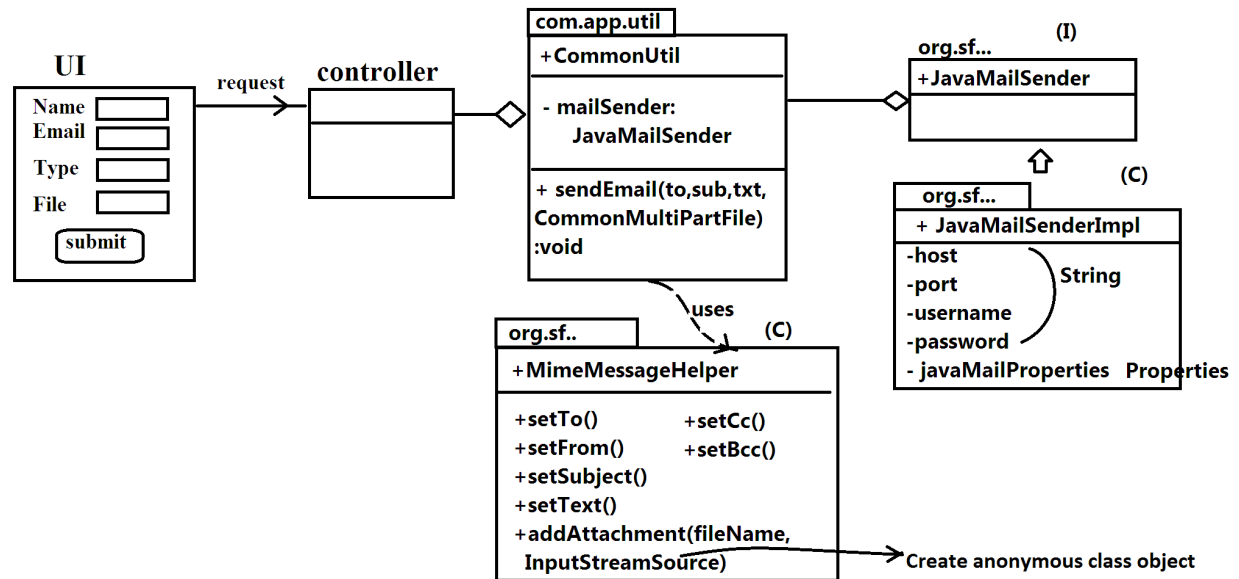 UI
Name
Email
Type
File
submit
request
controller
com.app.util
+CommonUtil
- mailSender:
JavaMailSender
+ sendEmail(to,sub,txt,
CommonMultiPartFile)
:void
uses
org.sf...
(I)
+JavaMailSender
(C)
org.sf...
+ JavaMailSenderImpl
-host
-port
-username
-password
String
- javaMailProperties Properties
org.sf..
(C)
+MimeMessageHelper
+setTo()
+setCc()
+setFrom()
+setBcc()
+setSubject()
+setText()
+addAttachment(fileName,
InputStreamSource)
Create anonymous class object